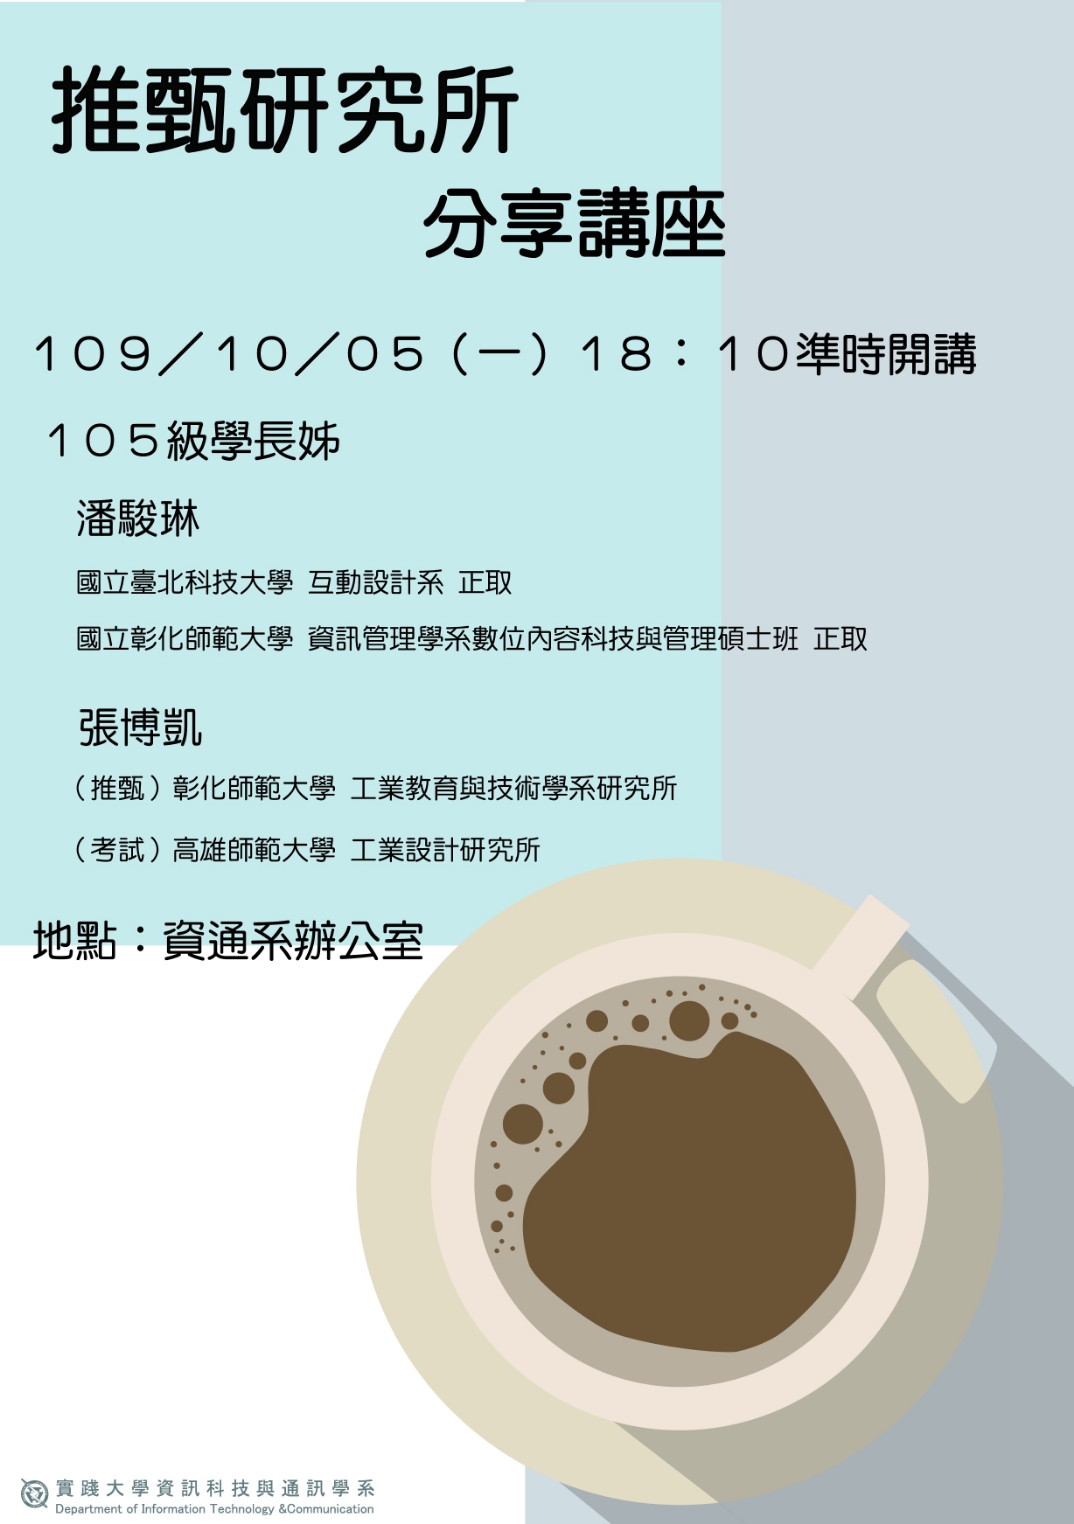 推甄研究所
分享講座
１０９／１０／０５（一）１８：１０準時開講
１０５級學長姊
潘駿琳
國立臺北科技大學 互動設計系 正取
國立彰化師範大學 資訊管理學系數位內容科技與管理碩士班 正取
張博凱
（推甄）彰化師範大學 工業教育與技術學系研究所
（考試）高雄師範大學 工業設計研究所
地點：資通系辦公室
實踐大學資訊科技與通訊學系
Department of Information Technology &Communication